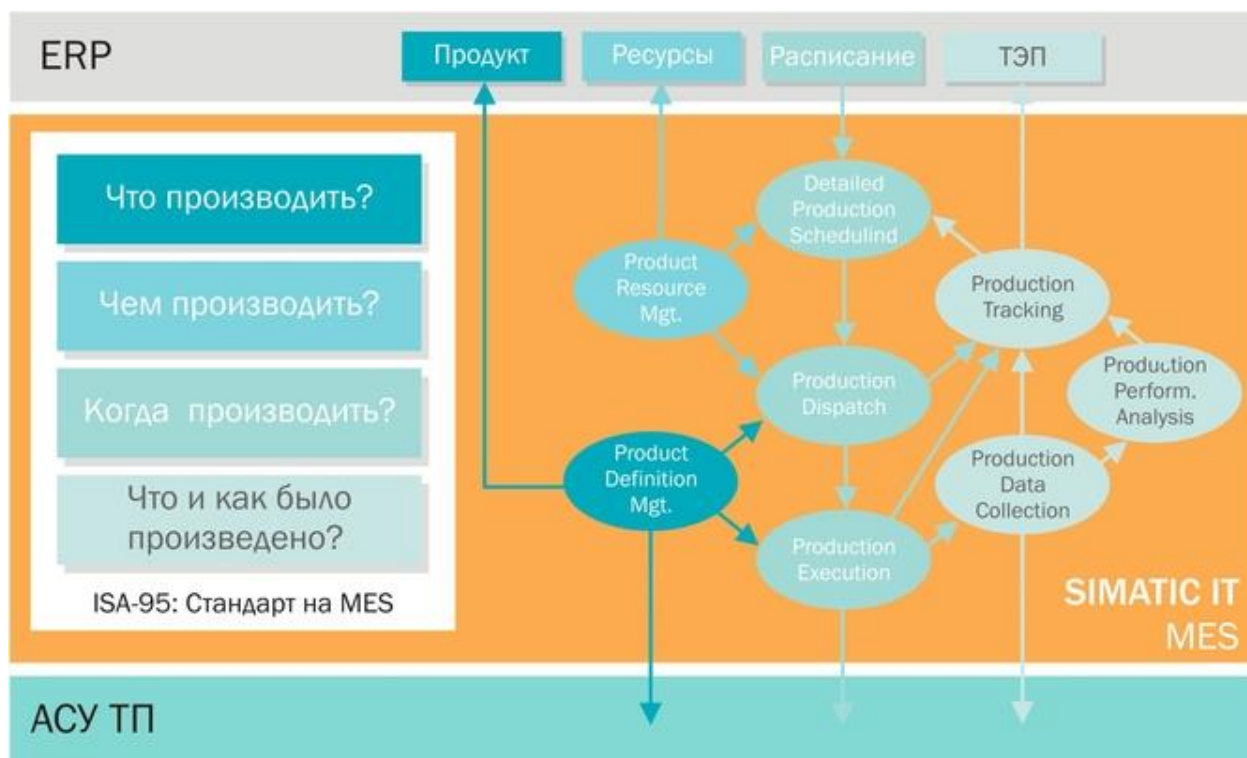 ERP
Продукт
Ресурсы
Расписание
ТЭП
Что производить?
Чем производить?
Когда производить?
Что и как было
произведено?
ISA-95: Стандарт на MES
Detailed
Production
Schedulind
Product
Resource
Mgt.
Production
Tracking
Production
Perform.
Analysis
Production
Dispatch
Product
Definition
Mgt.
Production
Data
Collection
Production
Execution
SIMATIC IT
MES
АСУ ТП